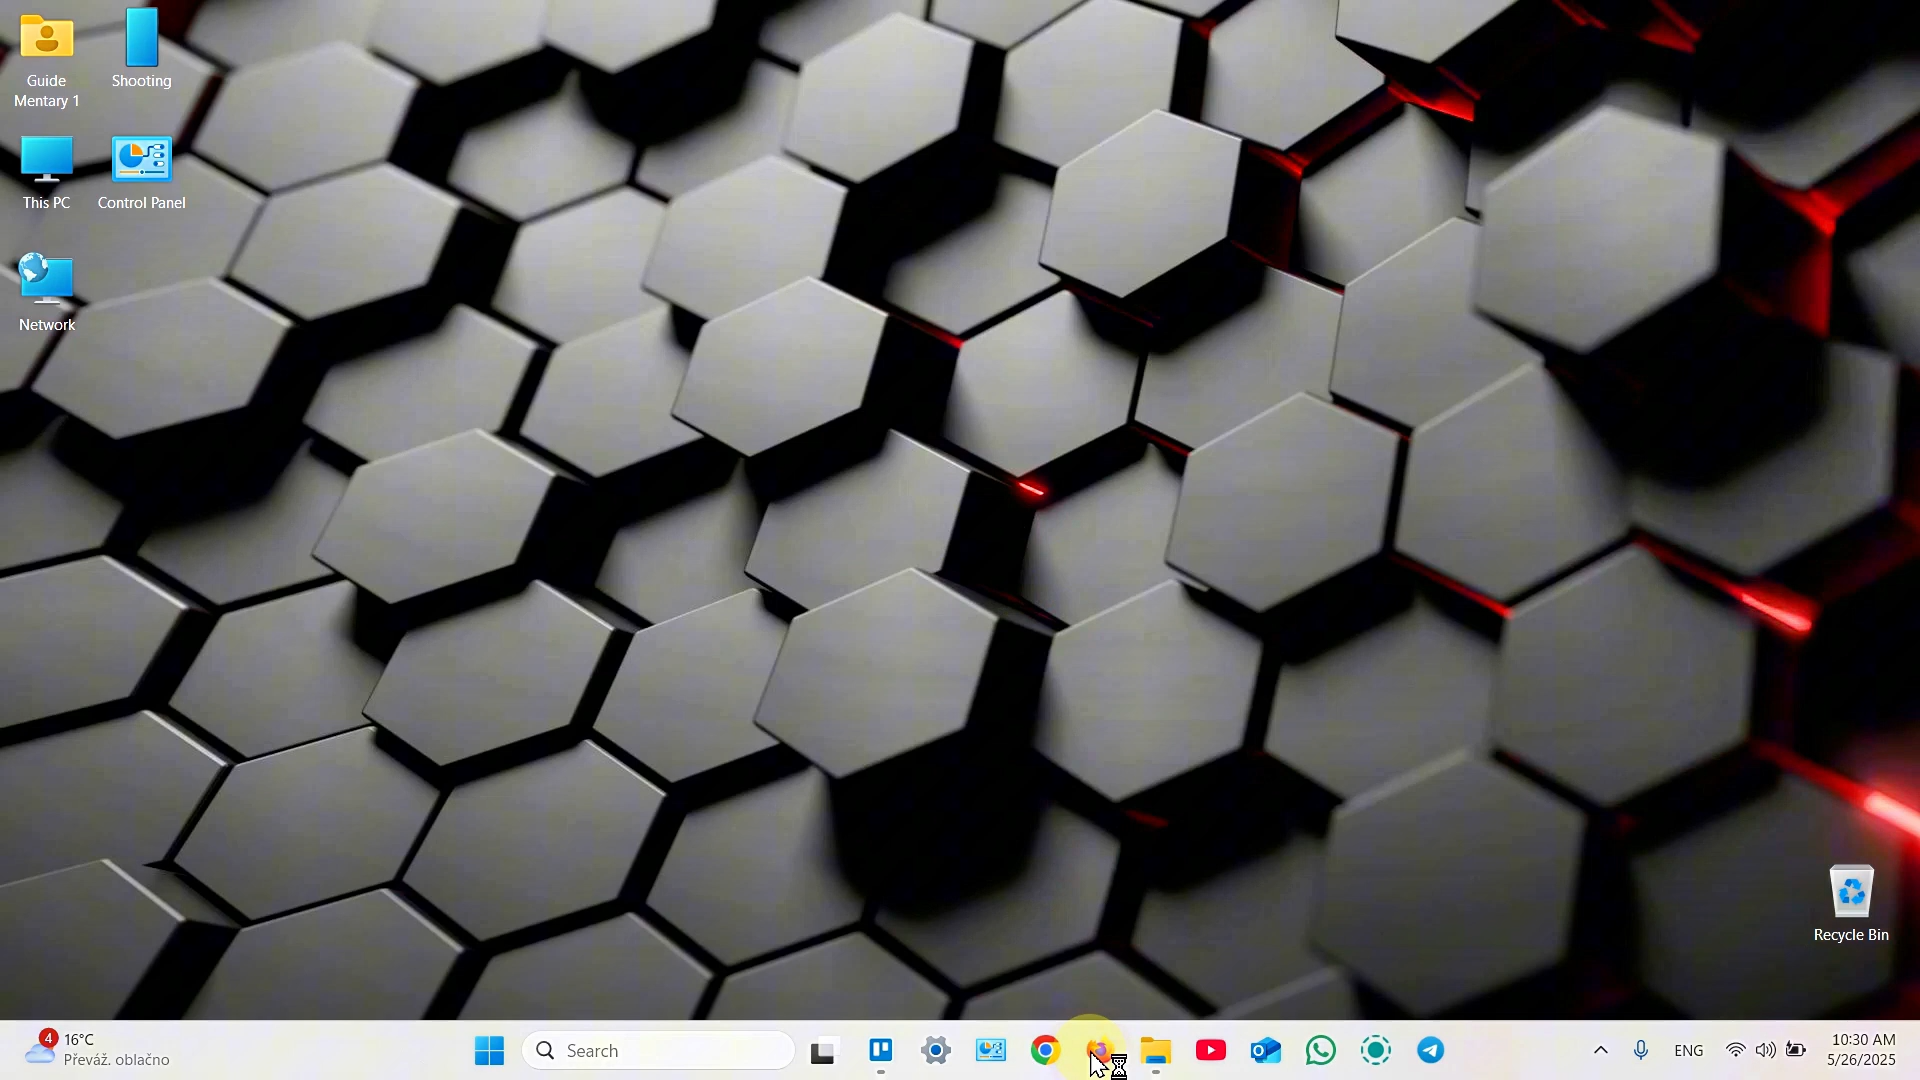 Guide
Mentary 1
Shooting
This PC
Control Panel
Network
Recycle Bin
4
16°C
Převáž. oblačno
Search
ENG
10:30 AM
5/26/2025